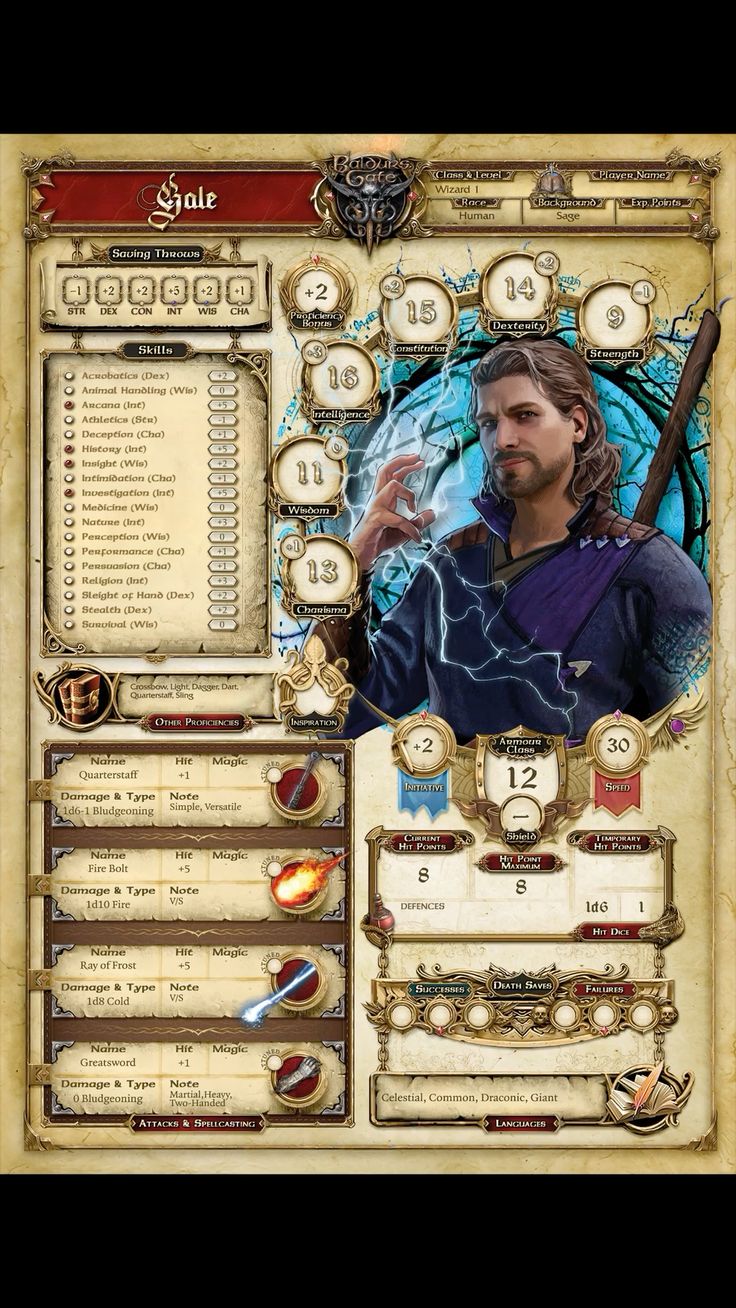 Gale
Baldur's
Gate
Class & Level
Player Name
Wizard 1
Race
Background
Exp. Points
Human
Sage
Saving Throws
-1 +2 +2 +5 +2 +1
STR DEX CON INT WIS CHA
+2
Proficiency
Bonus
+2
15
Constitution
+2
14
Dexterity
-1
9
Strength
+3
16
Intelligence
0
11
Wisdom
+1
13
Charisma
Skills
Acrobatics (Dex) +2
Animal Handling (Wis) 0
Arcana (Int) +5
Athletics (Str) -1
Deception (Cha) +1
History (Int) +5
Insight (Wis) +2
Intimidation (Cha) +1
Investigation (Int) +5
Medicine (Wis) 0
Nature (Int) +3
Perception (Wis) 0
Performance (Cha) +1
Persuasion (Cha) +1
Religion (Int) +3
Sleight of Hand (Dex) +2
Stealth (Dex) +2
Survival (Wis) 0
Crossbow, Light, Dagger, Dart,
Quarterstaff, Sling
Other Proficiencies
Inspiration
Name Hit Magic
Quarterstaff +1
Attuned
Damage & Type Note
1d6-1 Bludgeoning Simple, Versatile
Name Hit Magic
Fire Bolt +5
Attuned
Damage & Type Note
1d10 Fire V/S
Name Hit Magic
Ray of Frost +5
Attuned
Damage & Type Note
1d8 Cold V/S
Name Hit Magic
Greatsword +1
Attuned
Damage & Type Note
0 Bludgeoning Martial,Heavy,
Two-Handed
Attacks & Spellcasting
+2
Initiative
Armour
Class
12
—
Shield
30
Speed
Current
Hit Points
8
Hit Point
Maximum
8
Temporary
Hit Points
DEFENCES
1d6 1
Hit Dice
Successes
Death Saves
Failures
Celestial, Common, Draconic, Giant
Languages